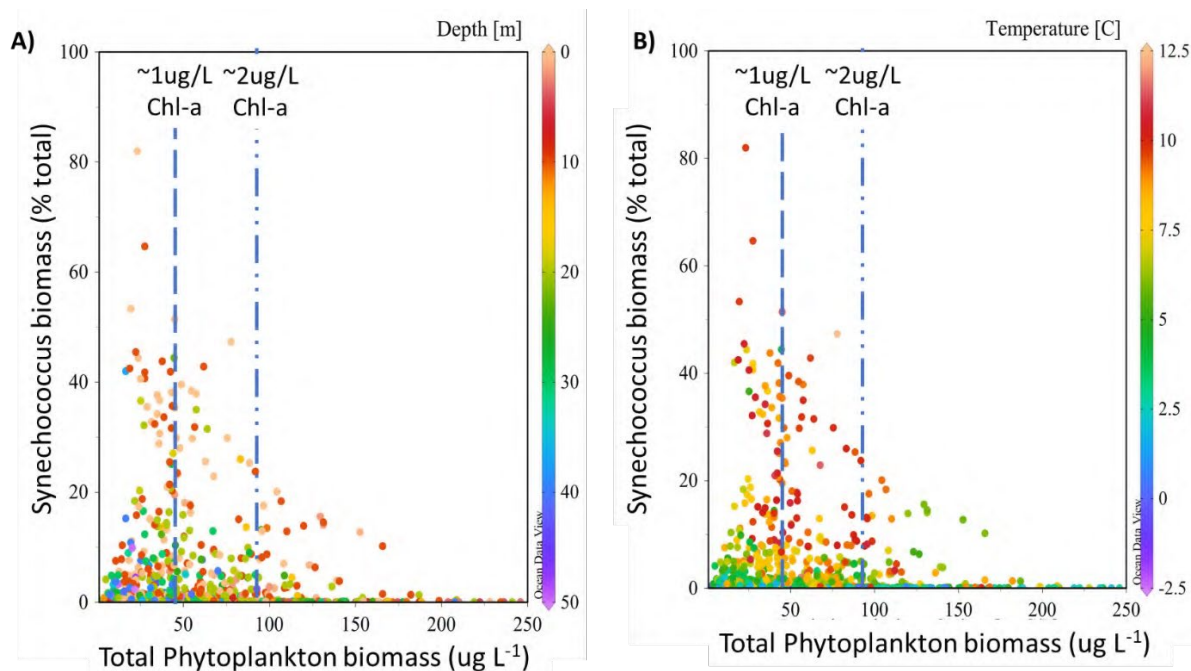 A)
Depth [m]
100
80
60
40
20
0
Synechococcus biomass (% total)
~1ug/L
Chl-a
~2ug/L
Chl-a
50
100
150
200
250
Total Phytoplankton biomass (ug L-1)
0
10
20
30
40
50
Ocean Data View
B)
Temperature [C]
100
80
60
40
20
0
Synechococcus biomass (% total)
~1ug/L
Chl-a
~2ug/L
Chl-a
50
100
150
200
250
Total Phytoplankton biomass (ug L-1)
12.5
10
7.5
5
2.5
0
-2.5
Ocean Data View